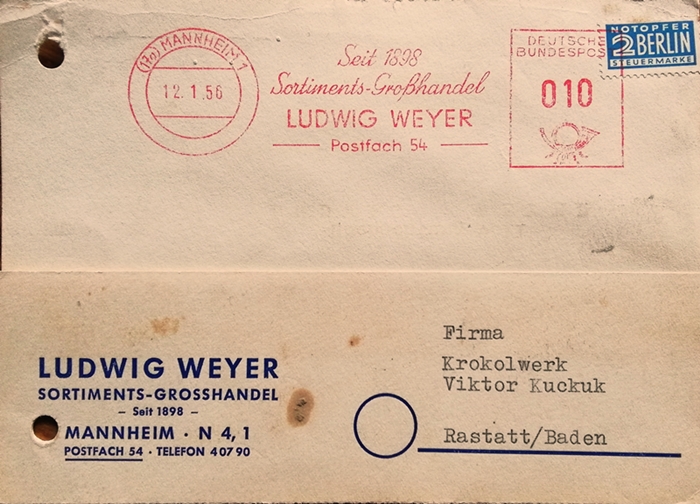 (17a) MANNHEIM 1
12.1.56
Seit 1898
Sortiments-Großhandel
LUDWIG WEYER
Postfach 54
DEUTSCHE
BUNDESPOST
010
NOTOPFER
2 BERLIN
STEUERMARKE
LUDWIG WEYER
SORTIMENTS-GROSSHANDEL
– Seit 1898 –
MANNHEIM · N 4, 1
POSTFACH 54 · TELEFON 40790
Firma
Krokolwerk
Viktor Kuckuk
Rastatt/Baden